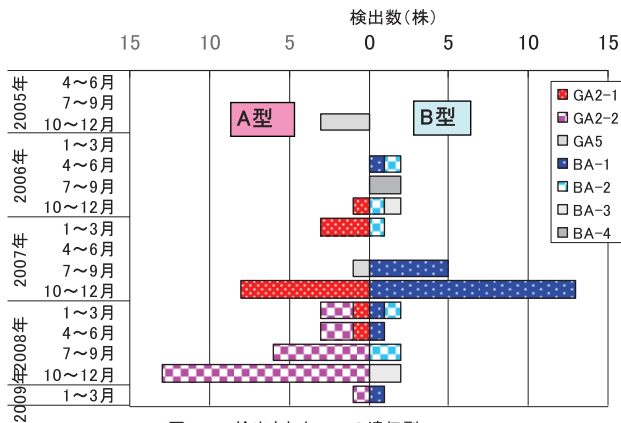 検出数(株)
15 10 5 0 5 10 15
2005年
4～6月
7～9月
10～12月
2006年
1～3月
4～6月
7～9月
10～12月
2007年
1～3月
4～6月
7～9月
10～12月
2008年
1～3月
4～6月
7～9月
10～12月
2009年
1～3月
A型
B型
GA2-1
GA2-2
GA5
BA-1
BA-2
BA-3
BA-4